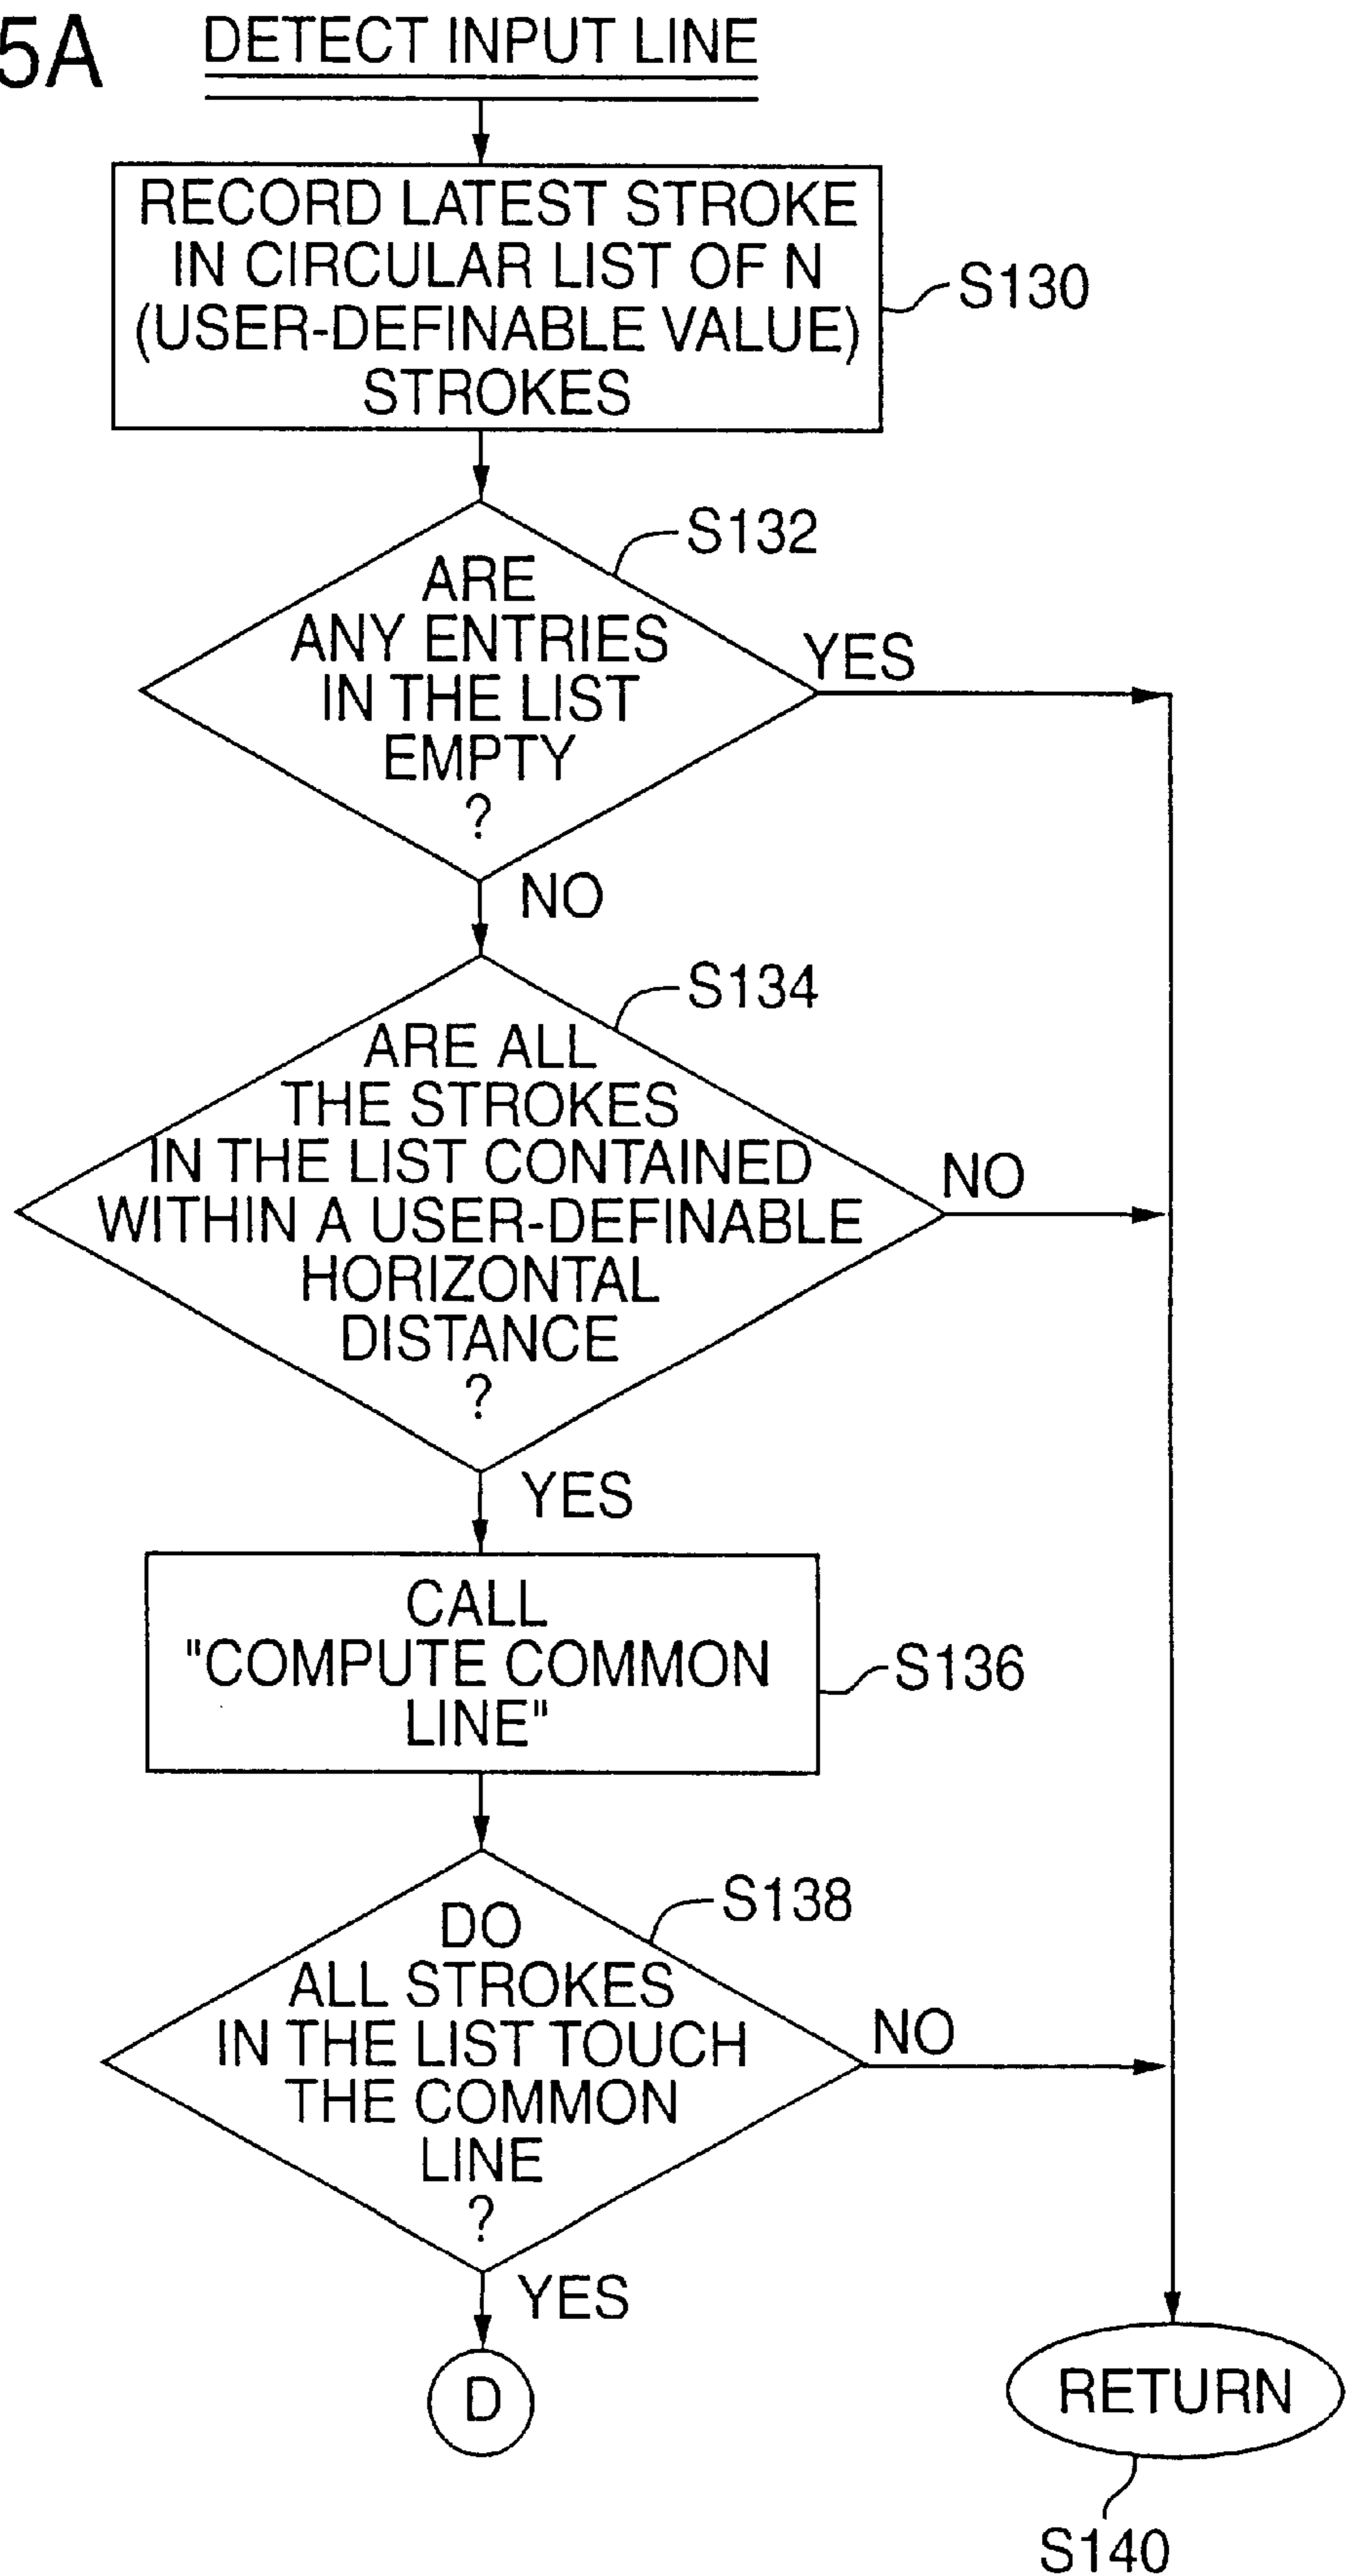 5A
DETECT INPUT LINE
RECORD LATEST STROKE
IN CIRCULAR LIST OF N
(USER-DEFINABLE VALUE)
STROKES
S130
S132
ARE
ANY ENTRIES
IN THE LIST
EMPTY
?
YES
NO
S134
ARE ALL
THE STROKES
IN THE LIST CONTAINED
WITHIN A USER-DEFINABLE
HORIZONTAL
DISTANCE
?
NO
YES
CALL
"COMPUTE COMMON
LINE"
S136
S138
DO
ALL STROKES
IN THE LIST TOUCH
THE COMMON
LINE
?
NO
YES
D
RETURN
S140